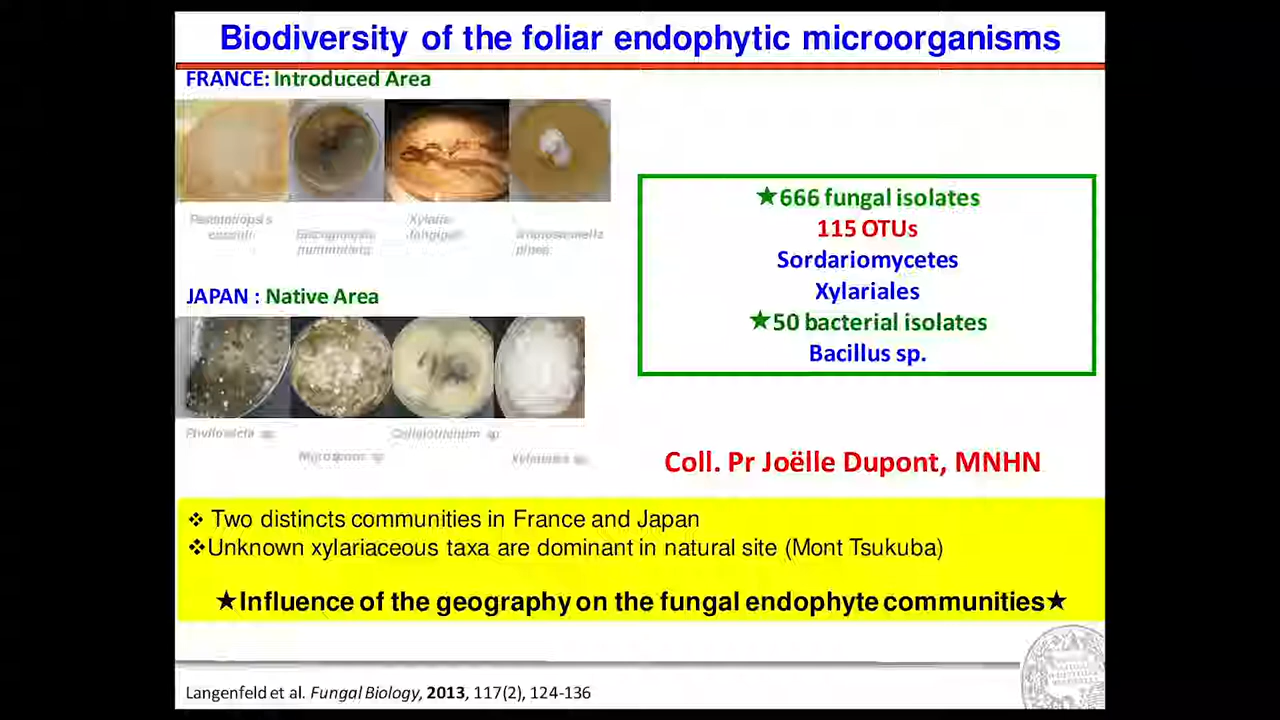 Biodiversity of the foliar endophytic microorganisms
FRANCE: Introduced Area
Xylaria
JAPAN : Native Area
sp
★666 fungal isolates
115 OTUs
Sordariomycetes
Xylariales
★50 bacterial isolates
Bacillus sp.
Coll. Pr Joëlle Dupont, MNHN
❖ Two distincts communities in France and Japan
❖Unknown xylariaceous taxa are dominant in natural site (Mont Tsukuba)
★Influence of the geography on the fungal endophyte communities★
Langenfeld et al. Fungal Biology, 2013, 117(2), 124-136